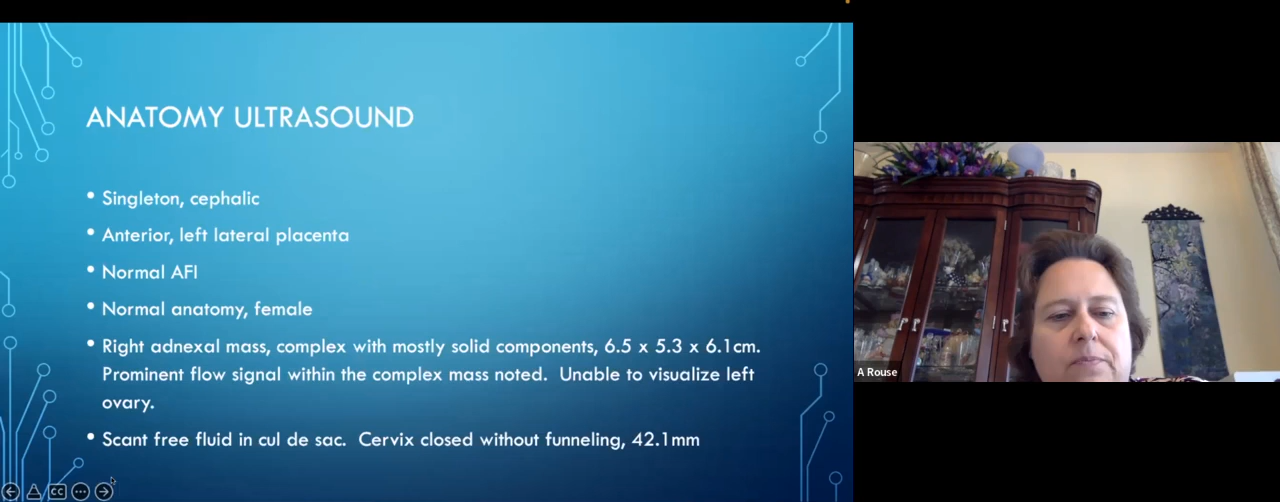 ANATOMY ULTRASOUND
• Singleton, cephalic
• Anterior, left lateral placenta
• Normal AFI
• Normal anatomy, female
• Right adnexal mass, complex with mostly solid components, 6.5 x 5.3 x 6.1cm.
Prominent flow signal within the complex mass noted.  Unable to visualize left
ovary.
• Scant free fluid in cul de sac.  Cervix closed without funneling, 42.1mm
CC
A Rouse